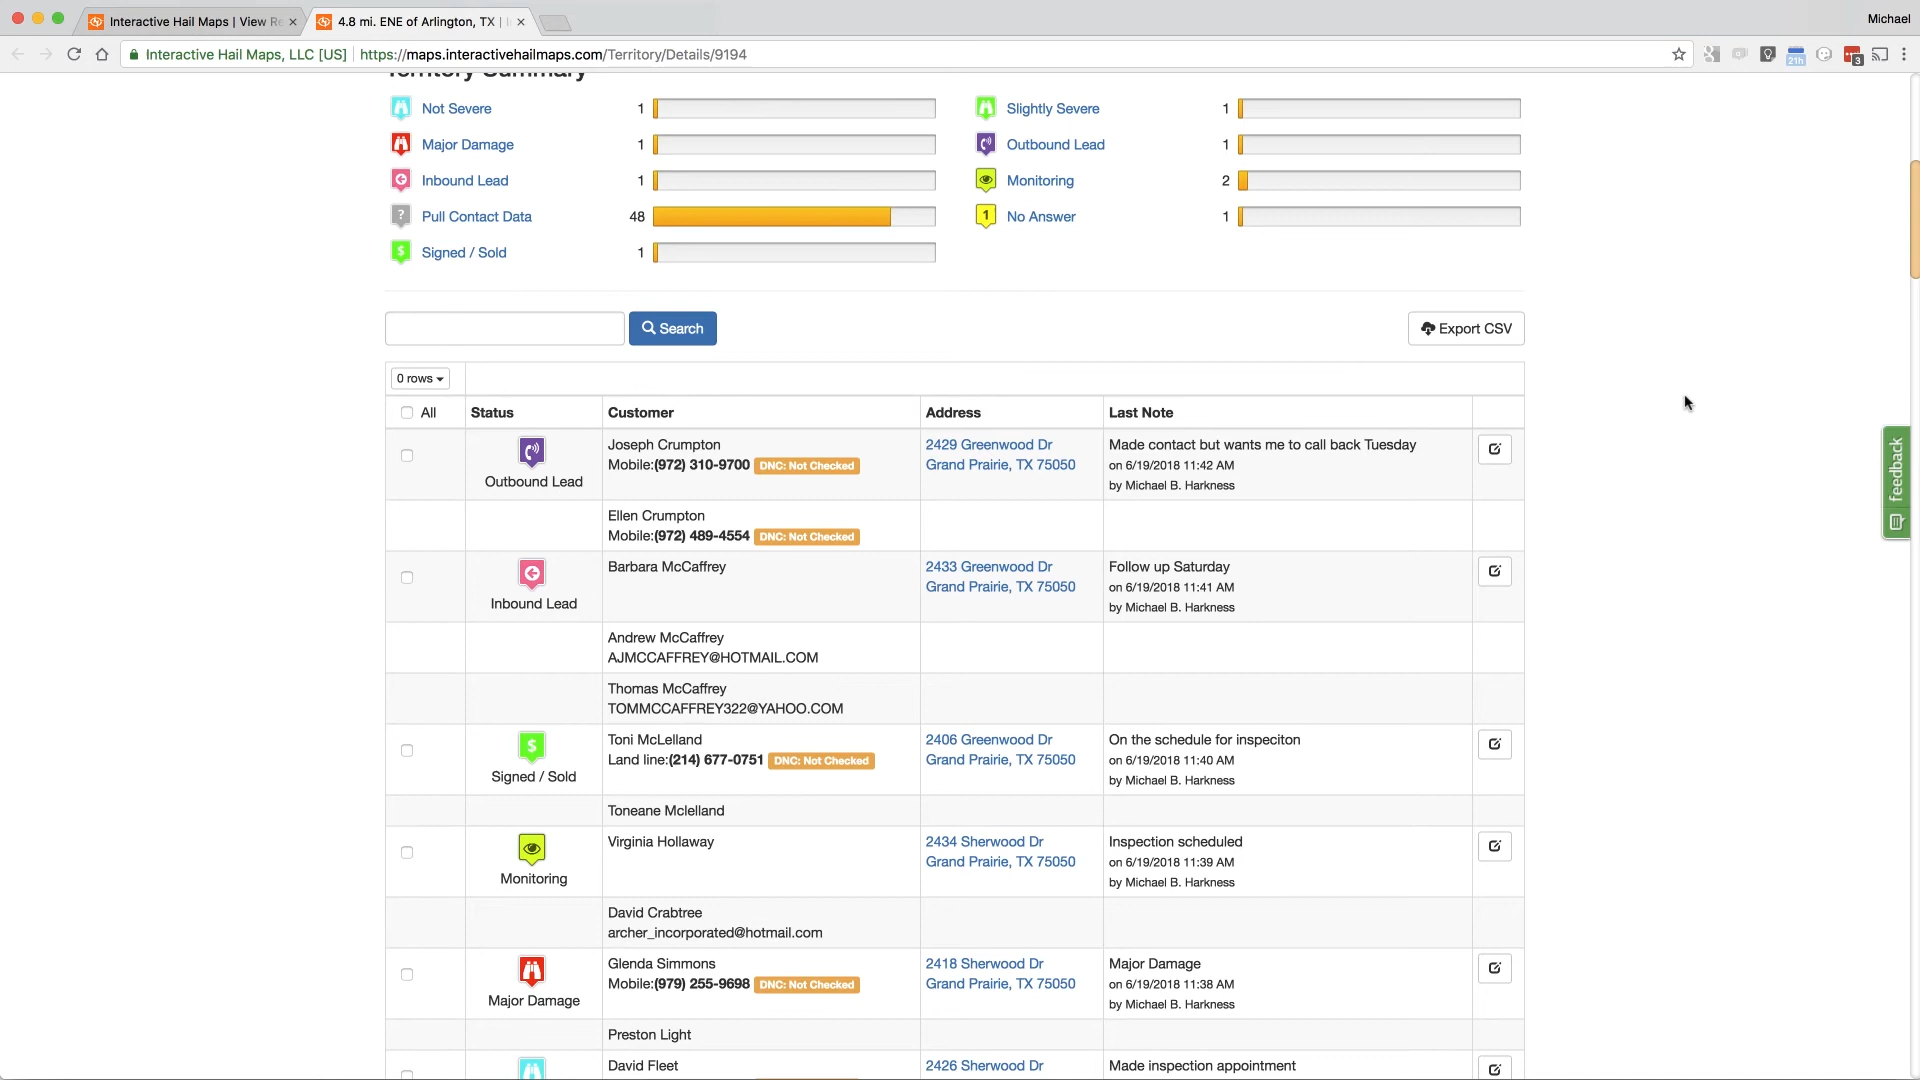 Michael
Interactive Hail Maps | View Re
4.8 mi. ENE of Arlington, TX |
Interactive Hail Maps, LLC [US] https://maps.interactivehailmaps.com/Territory/Details/9194
21h
3
Territory Summary
Not Severe 1
Slightly Severe 1
Major Damage 1
Outbound Lead 1
Inbound Lead 1
Monitoring 2
? Pull Contact Data 48
1 No Answer 1
$ Signed / Sold 1
Search
Export CSV
0 rows
All Status Customer Address Last Note
Joseph Crumpton 2429 Greenwood Dr Made contact but wants me to call back Tuesday
Mobile:(972) 310-9700 DNC: Not Checked Grand Prairie, TX 75050 on 6/19/2018 11:42 AM
Outbound Lead by Michael B. Harkness
Ellen Crumpton
Mobile:(972) 489-4554 DNC: Not Checked
Barbara McCaffrey 2433 Greenwood Dr Follow up Saturday
Grand Prairie, TX 75050 on 6/19/2018 11:41 AM
Inbound Lead by Michael B. Harkness
Andrew McCaffrey
AJMCCAFFREY@HOTMAIL.COM
Thomas McCaffrey
TOMMCCAFFREY322@YAHOO.COM
$ Toni McLelland 2406 Greenwood Dr On the schedule for inspeciton
Land line:(214) 677-0751 DNC: Not Checked Grand Prairie, TX 75050 on 6/19/2018 11:40 AM
Signed / Sold by Michael B. Harkness
Toneane Mclelland
Virginia Hollaway 2434 Sherwood Dr Inspection scheduled
Grand Prairie, TX 75050 on 6/19/2018 11:39 AM
Monitoring by Michael B. Harkness
David Crabtree
archer_incorporated@hotmail.com
Glenda Simmons 2418 Sherwood Dr Major Damage
Mobile:(979) 255-9698 DNC: Not Checked Grand Prairie, TX 75050 on 6/19/2018 11:38 AM
Major Damage by Michael B. Harkness
Preston Light
David Fleet 2426 Sherwood Dr Made inspection appointment
feedback